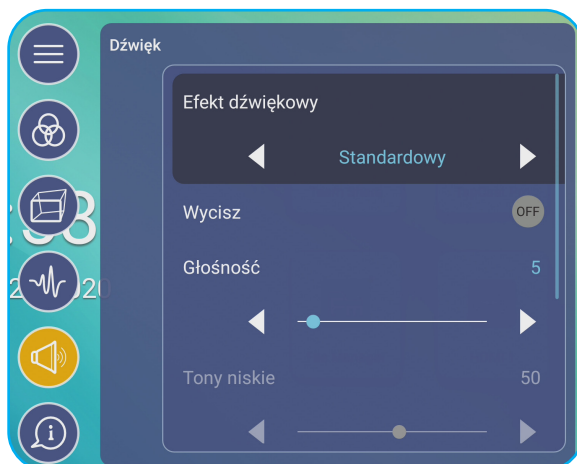 Dźwięk
Efekt dźwiękowy
Standardowy
Wycisz OFF
Głośność 5
Tony niskie 50